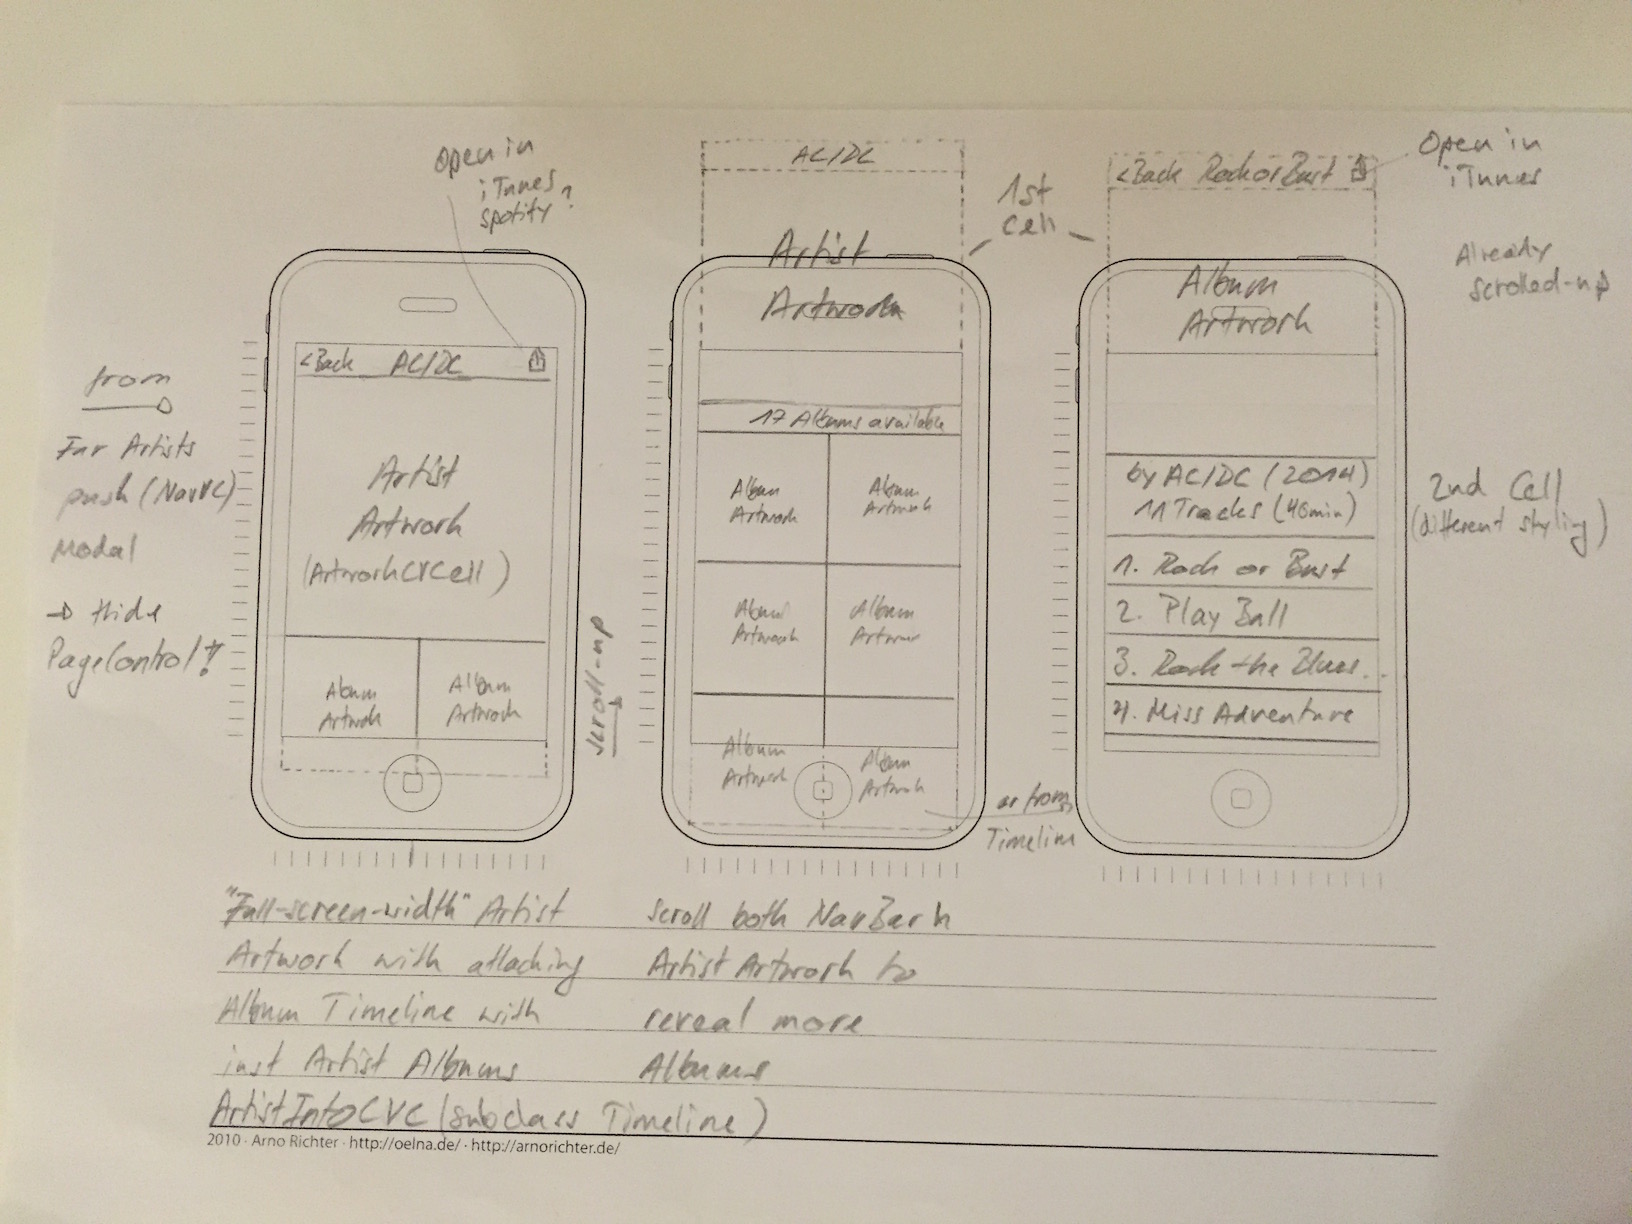 Open in
iTunes,
spotify?
<Back AC/DC
Artist
Artwork
(ArtworkCVCell)
Album
Artwork
Album
Artwork
from
Artists
push (NavVC)
Modal
→ Hide
PageControl!!
scroll-up
AC/DC
Artist
Artwork
17 Albums available
Album
Artwork
Album
Artwork
Album
Artwork
Album
Artwork
Album
Artwork
Album
Artwork
1st
Cell
or from
Timeline
<Back Rock or Bust
Open in
iTunes
Already
scrolled-up
Album
Artwork
by AC/DC (2014)
11 Tracks (40min)
2nd Cell
(different styling)
1. Rock or Bust
2. Play Ball
3. Rock the Blues..
4. Miss Adventure
"Full-screen-width" Artist
Artwork with attaching
Album Timeline with
just Artist Albums
ArtistInfoCVC (subclass Timeline)
scroll both NavBar &
Artist Artwork to
reveal more
Albums
2010 · Arno Richter · http://oelna.de/ · http://arnorichter.de/